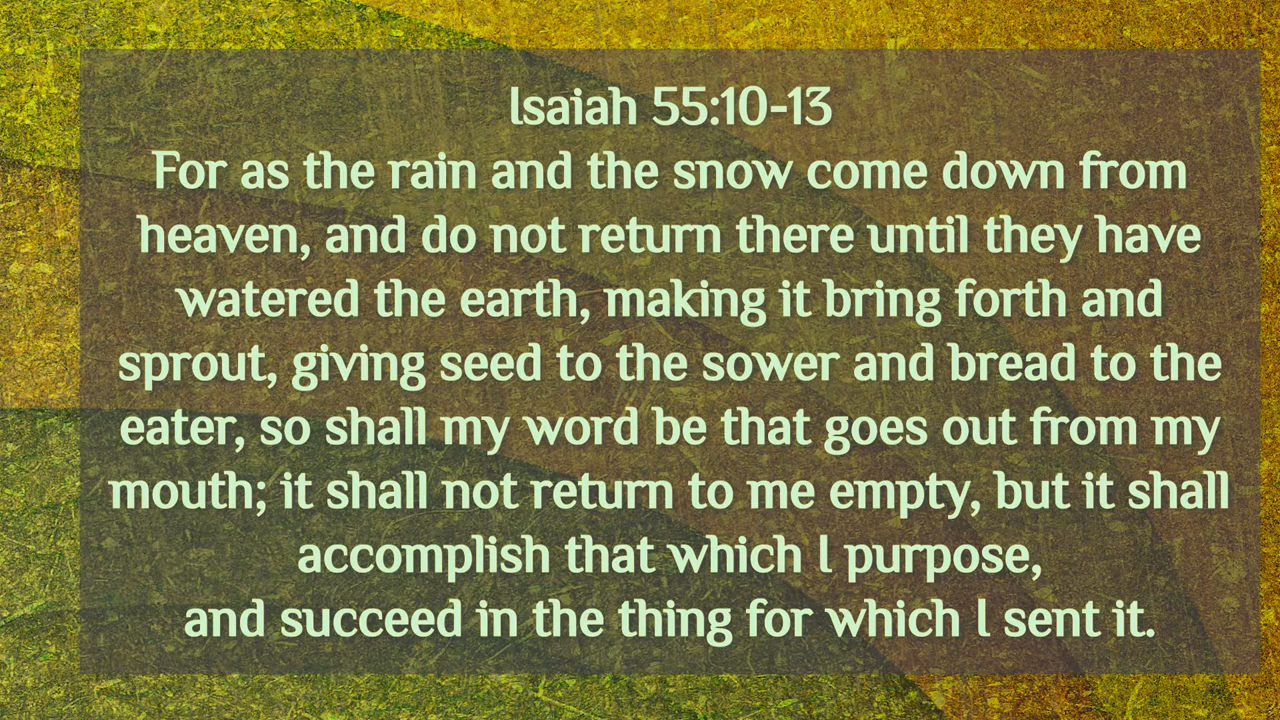 Isaiah 55:10-13
For as the rain and the snow come down from
heaven, and do not return there until they have
watered the earth, making it bring forth and
sprout, giving seed to the sower and bread to the
eater, so shall my word be that goes out from my
mouth; it shall not return to me empty, but it shall
accomplish that which I purpose,
and succeed in the thing for which I sent it.